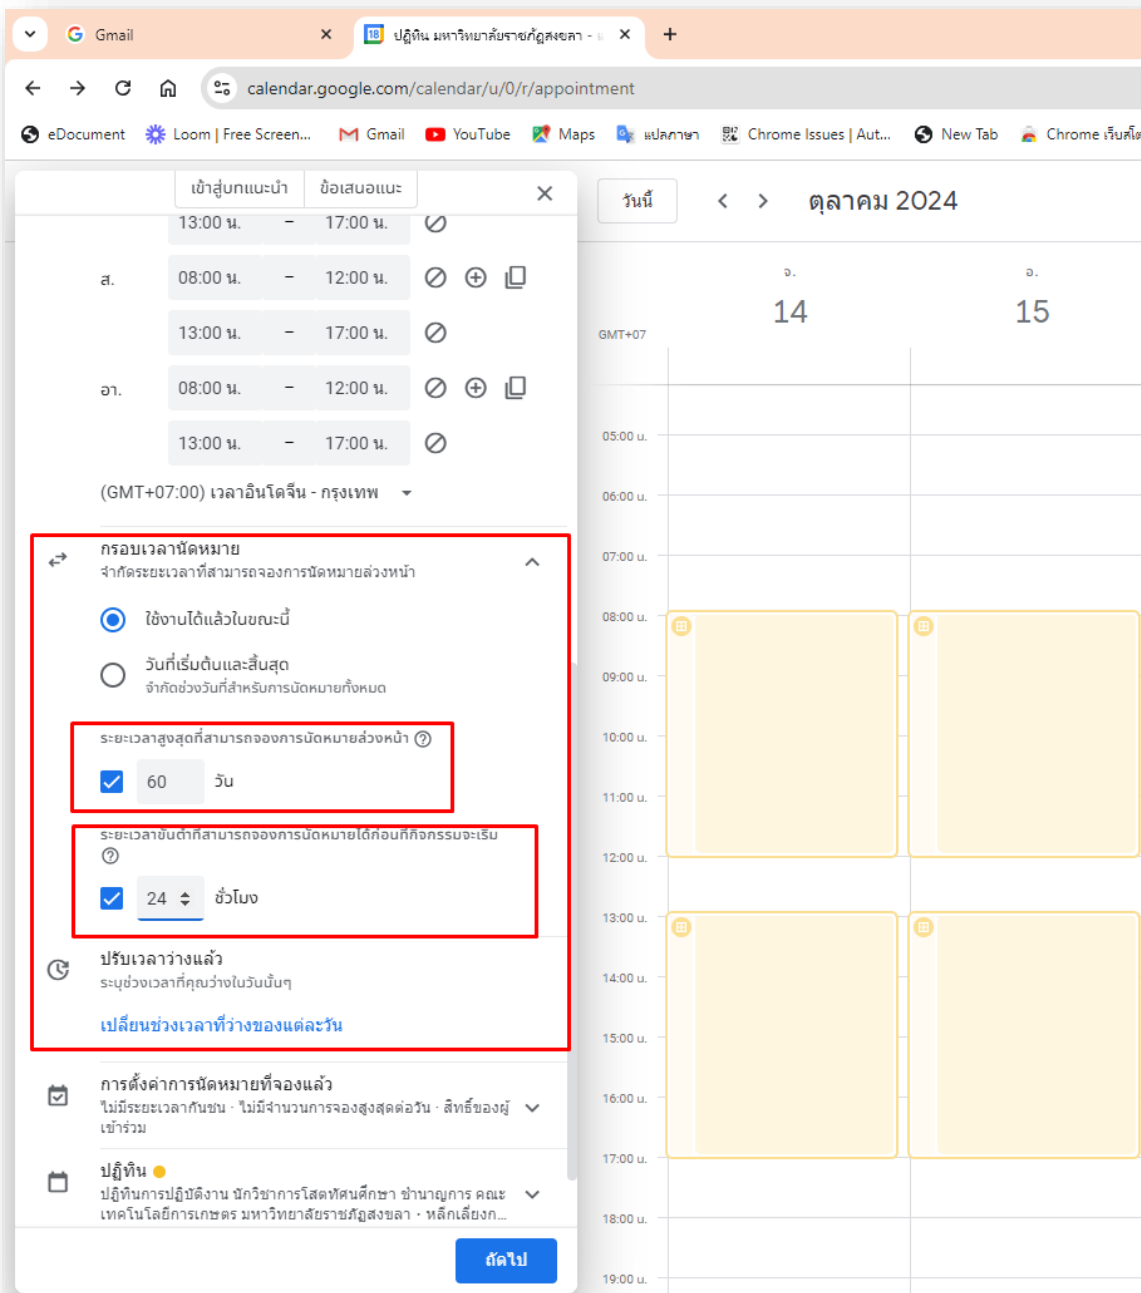 Gmail
ปฏิทิน มหาวิทยาลัยราชภัฏสงขลา -
calendar.google.com/calendar/u/0/r/appointment
eDocument
Loom | Free Screen...
Gmail
YouTube
Maps
แปลภาษา
Chrome Issues | Aut...
New Tab
Chrome เว็บสโต
เข้าสู่บทแนะนำ
ข้อเสนอแนะ
13:00 น. – 17:00 น.
ส. 08:00 น. – 12:00 น.
13:00 น. – 17:00 น.
อา. 08:00 น. – 12:00 น.
13:00 น. – 17:00 น.
(GMT+07:00) เวลาอินโดจีน - กรุงเทพ
กรอบเวลานัดหมาย
จำกัดระยะเวลาที่สามารถจองการนัดหมายล่วงหน้า
ใช้งานได้แล้วในขณะนี้
วันที่เริ่มต้นและสิ้นสุด
จำกัดช่วงวันที่สำหรับการนัดหมายทั้งหมด
ระยะเวลาสูงสุดที่สามารถจองการนัดหมายล่วงหน้า
60 วัน
ระยะเวลาขั้นต่ำที่สามารถจองการนัดหมายได้ก่อนที่กิจกรรมจะเริ่ม
24 ชั่วโมง
ปรับเวลาว่างแล้ว
ระบุช่วงเวลาที่คุณว่างในวันนั้นๆ
เปลี่ยนช่วงเวลาที่ว่างของแต่ละวัน
การตั้งค่าการนัดหมายที่จองแล้ว
ไม่มีระยะเวลากันชน · ไม่มีจำนวนการจองสูงสุดต่อวัน · สิทธิ์ของผู้
เข้าร่วม
ปฏิทิน
ปฏิทินการปฏิบัติงาน นักวิชาการโสตทัศนศึกษา ชำนาญการ คณะ
เทคโนโลยีการเกษตร มหาวิทยาลัยราชภัฏสงขลา · หลีกเลี่ยงก...
ถัดไป
วันนี้
ตุลาคม 2024
จ.
14
อ.
15
GMT+07
05:00 น.
06:00 น.
07:00 น.
08:00 น.
09:00 น.
10:00 น.
11:00 น.
12:00 น.
13:00 น.
14:00 น.
15:00 น.
16:00 น.
17:00 น.
18:00 น.
19:00 น.